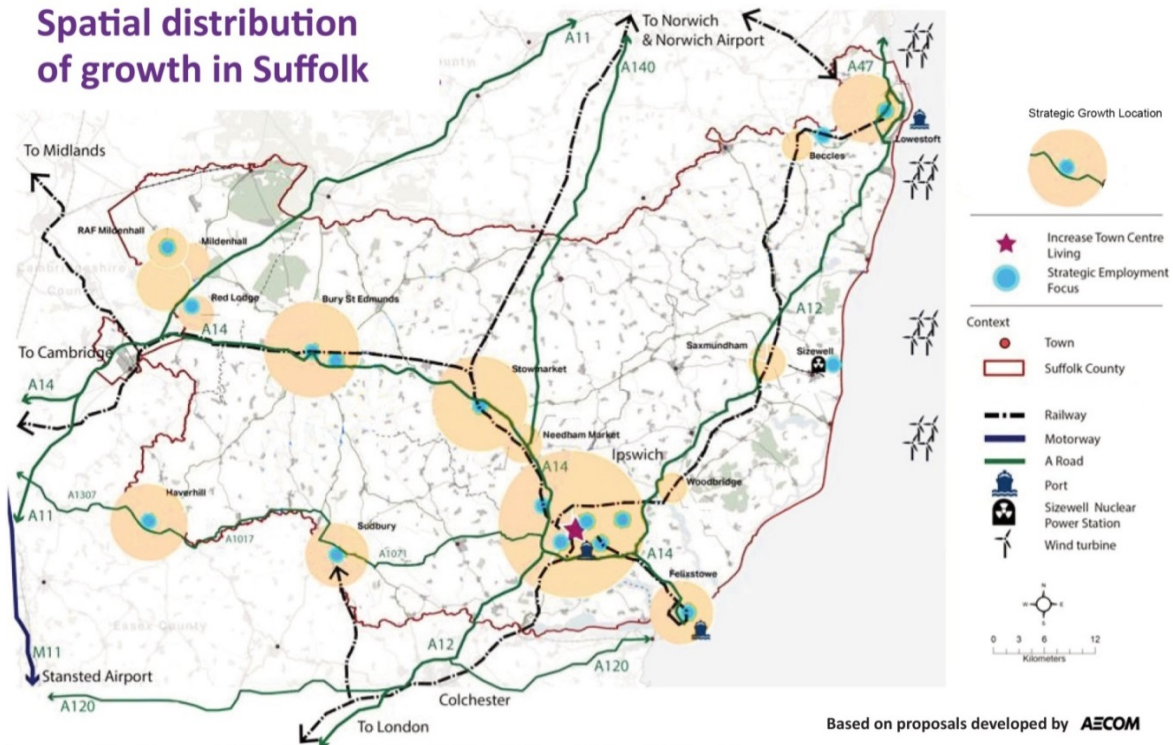 Spatial distribution
of growth in Suffolk
To Norwich
& Norwich Airport
A11
A140
A47
Lowestoft
Beccles
To Midlands
RAF Mildenhall
Mildenhall
Cambridgeshire
County
Red Lodge
Bury St Edmunds
A14
To Cambridge
A14
A12
Saxmundham
Sizewell
Stowmarket
Needham Market
Ipswich
A14
Woodbridge
A1307
Haverhill
A11
A1017
Sudbury
A1071
A14
Felixstowe
Essex County
M11
Stansted Airport
A12
A120
A120
Colchester
To London
Strategic Growth Location
Increase Town Centre
Living
Strategic Employment
Focus
Context
Town
Suffolk County
Railway
Motorway
A Road
Port
Sizewell Nuclear
Power Station
Wind turbine
N
W
E
S
0 3 6 12
Kilometers
Based on proposals developed by AECOM